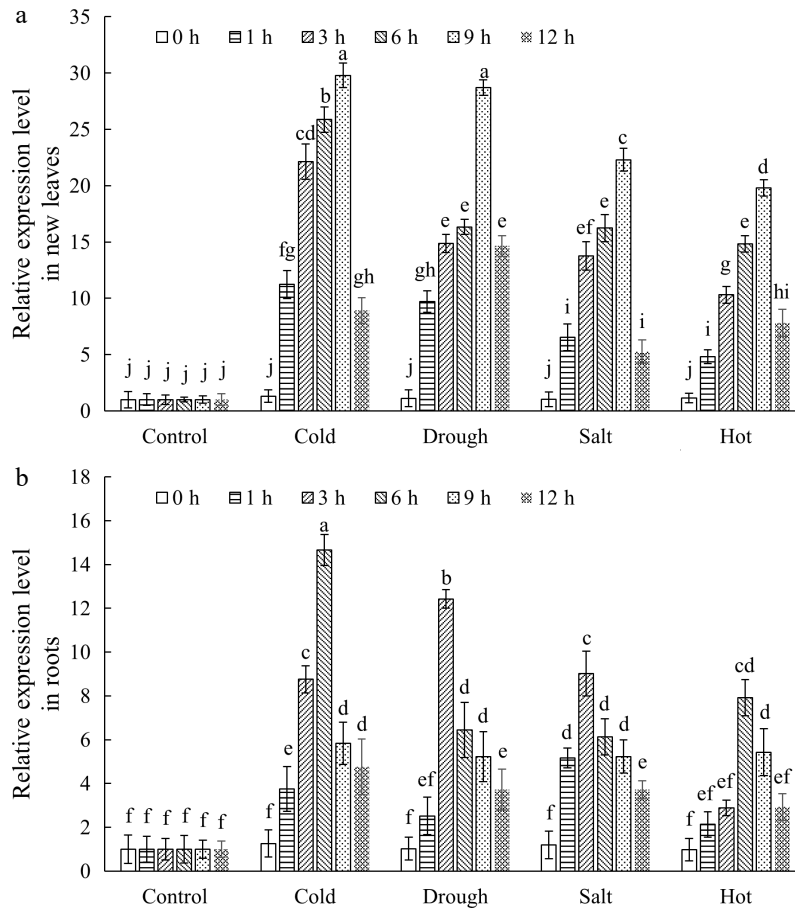 a
Relative expression level
in new leaves
0 h 1 h 3 h 6 h 9 h 12 h
35
30
25
20
15
10
5
0
j j j j j j
j fg cd b a gh
j gh e e a e
j i ef e c i
j i g e d hi
Control Cold Drough Salt Hot
b
Relative expression level
in roots
0 h 1 h 3 h 6 h 9 h 12 h
18
16
14
12
10
8
6
4
2
0
f f f f f f
f e c a d d
f ef b d d e
f d c d d e
f ef ef cd d ef
Control Cold Drough Salt Hot